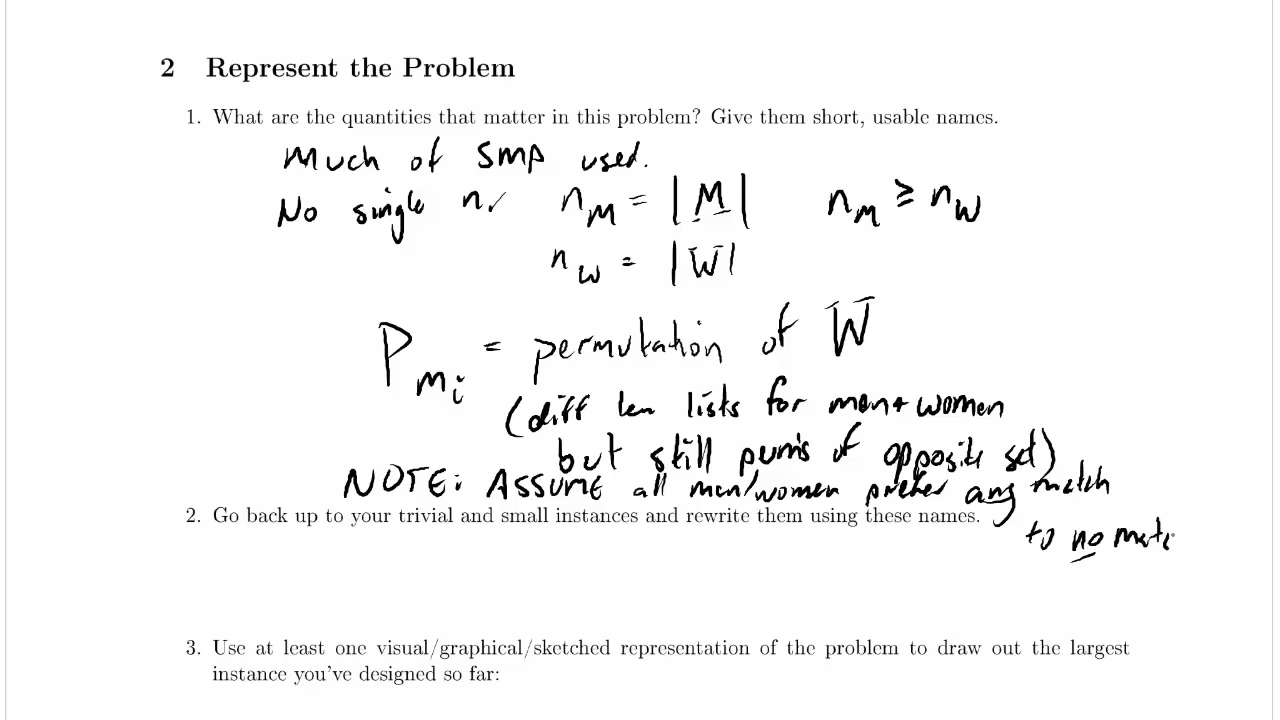 2 Represent the Problem
1. What are the quantities that matter in this problem? Give them short, usable names.
Much of SMP used.
No single n. n_M = |M| n_M ≥ n_W
n_W = |W|
P_{m_i} = permutation of W
(diff len lists for men + women
but still perms of opposite set)
NOTE: ASSUME all men/women prefer any match
2. Go back up to your trivial and small instances and rewrite them using these names.
to no matc
3. Use at least one visual/graphical/sketched representation of the problem to draw out the largest
instance you've designed so far: